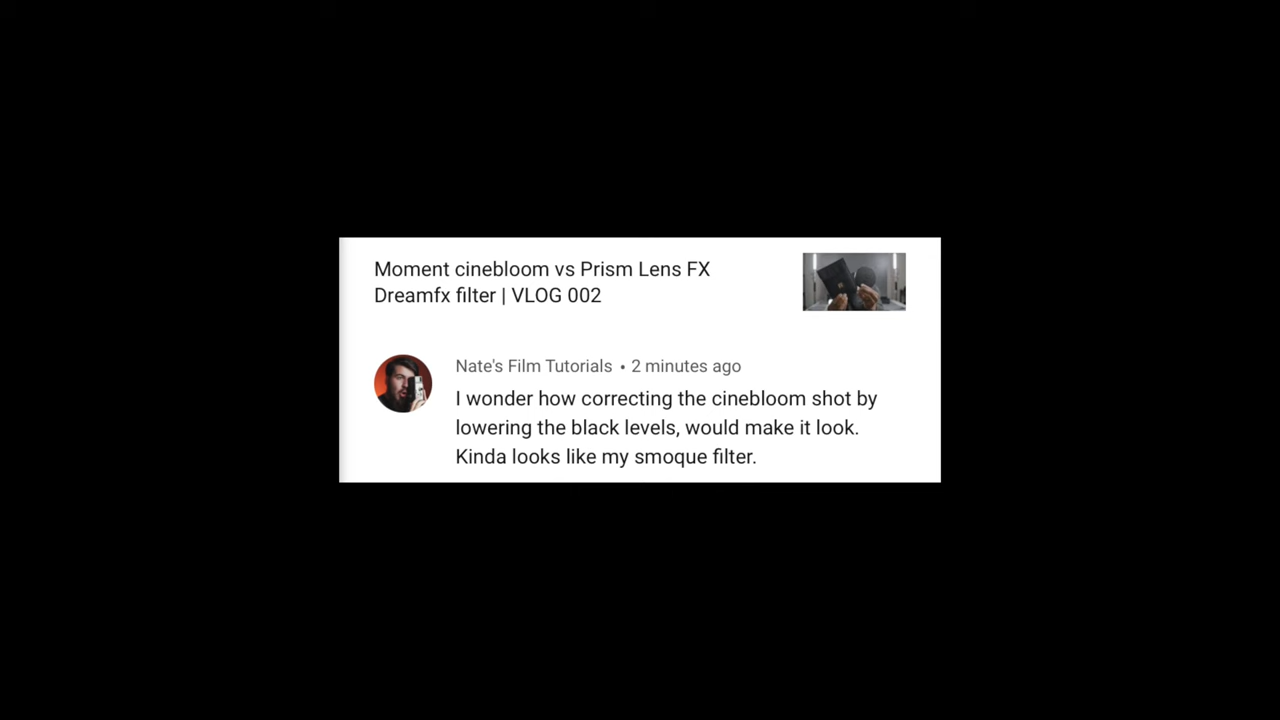 Moment cinebloom vs Prism Lens FX
Dreamfx filter | VLOG 002
Nate's Film Tutorials • 2 minutes ago
I wonder how correcting the cinebloom shot by
lowering the black levels, would make it look.
Kinda looks like my smoque filter.